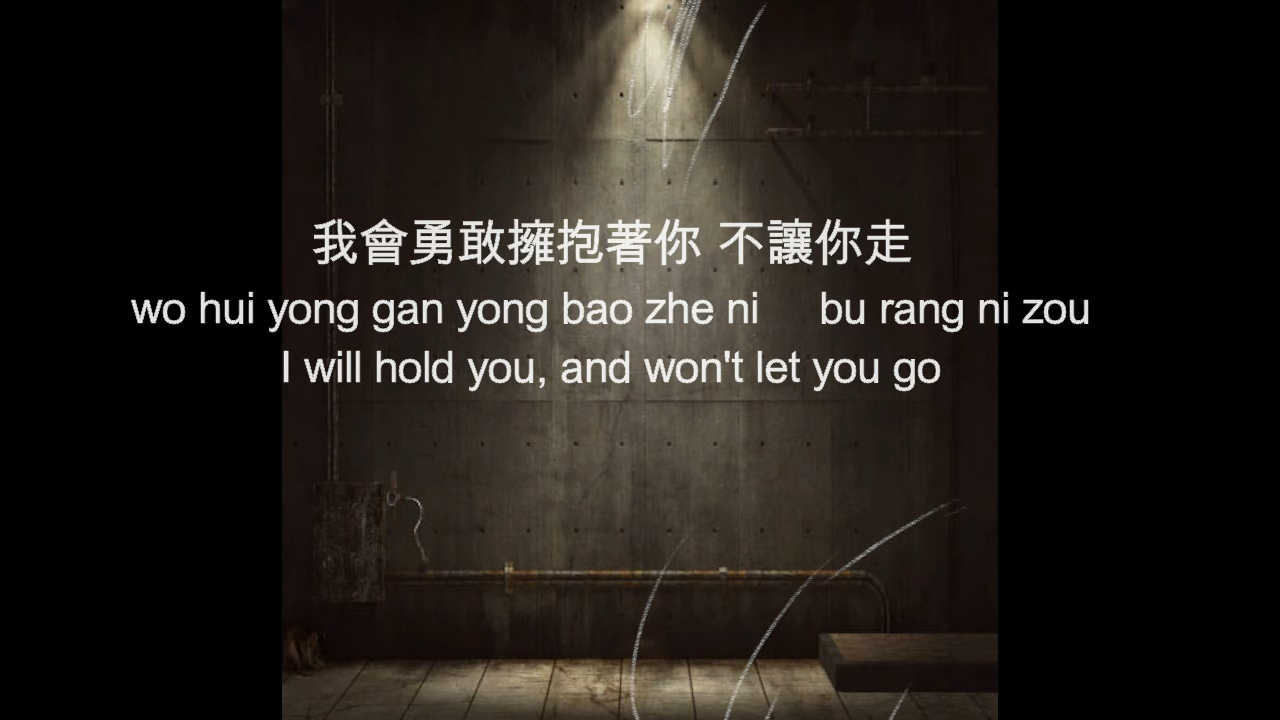 我會勇敢擁抱著你 不讓你走
wo hui yong gan yong bao zhe ni bu rang ni zou
I will hold you, and won't let you go